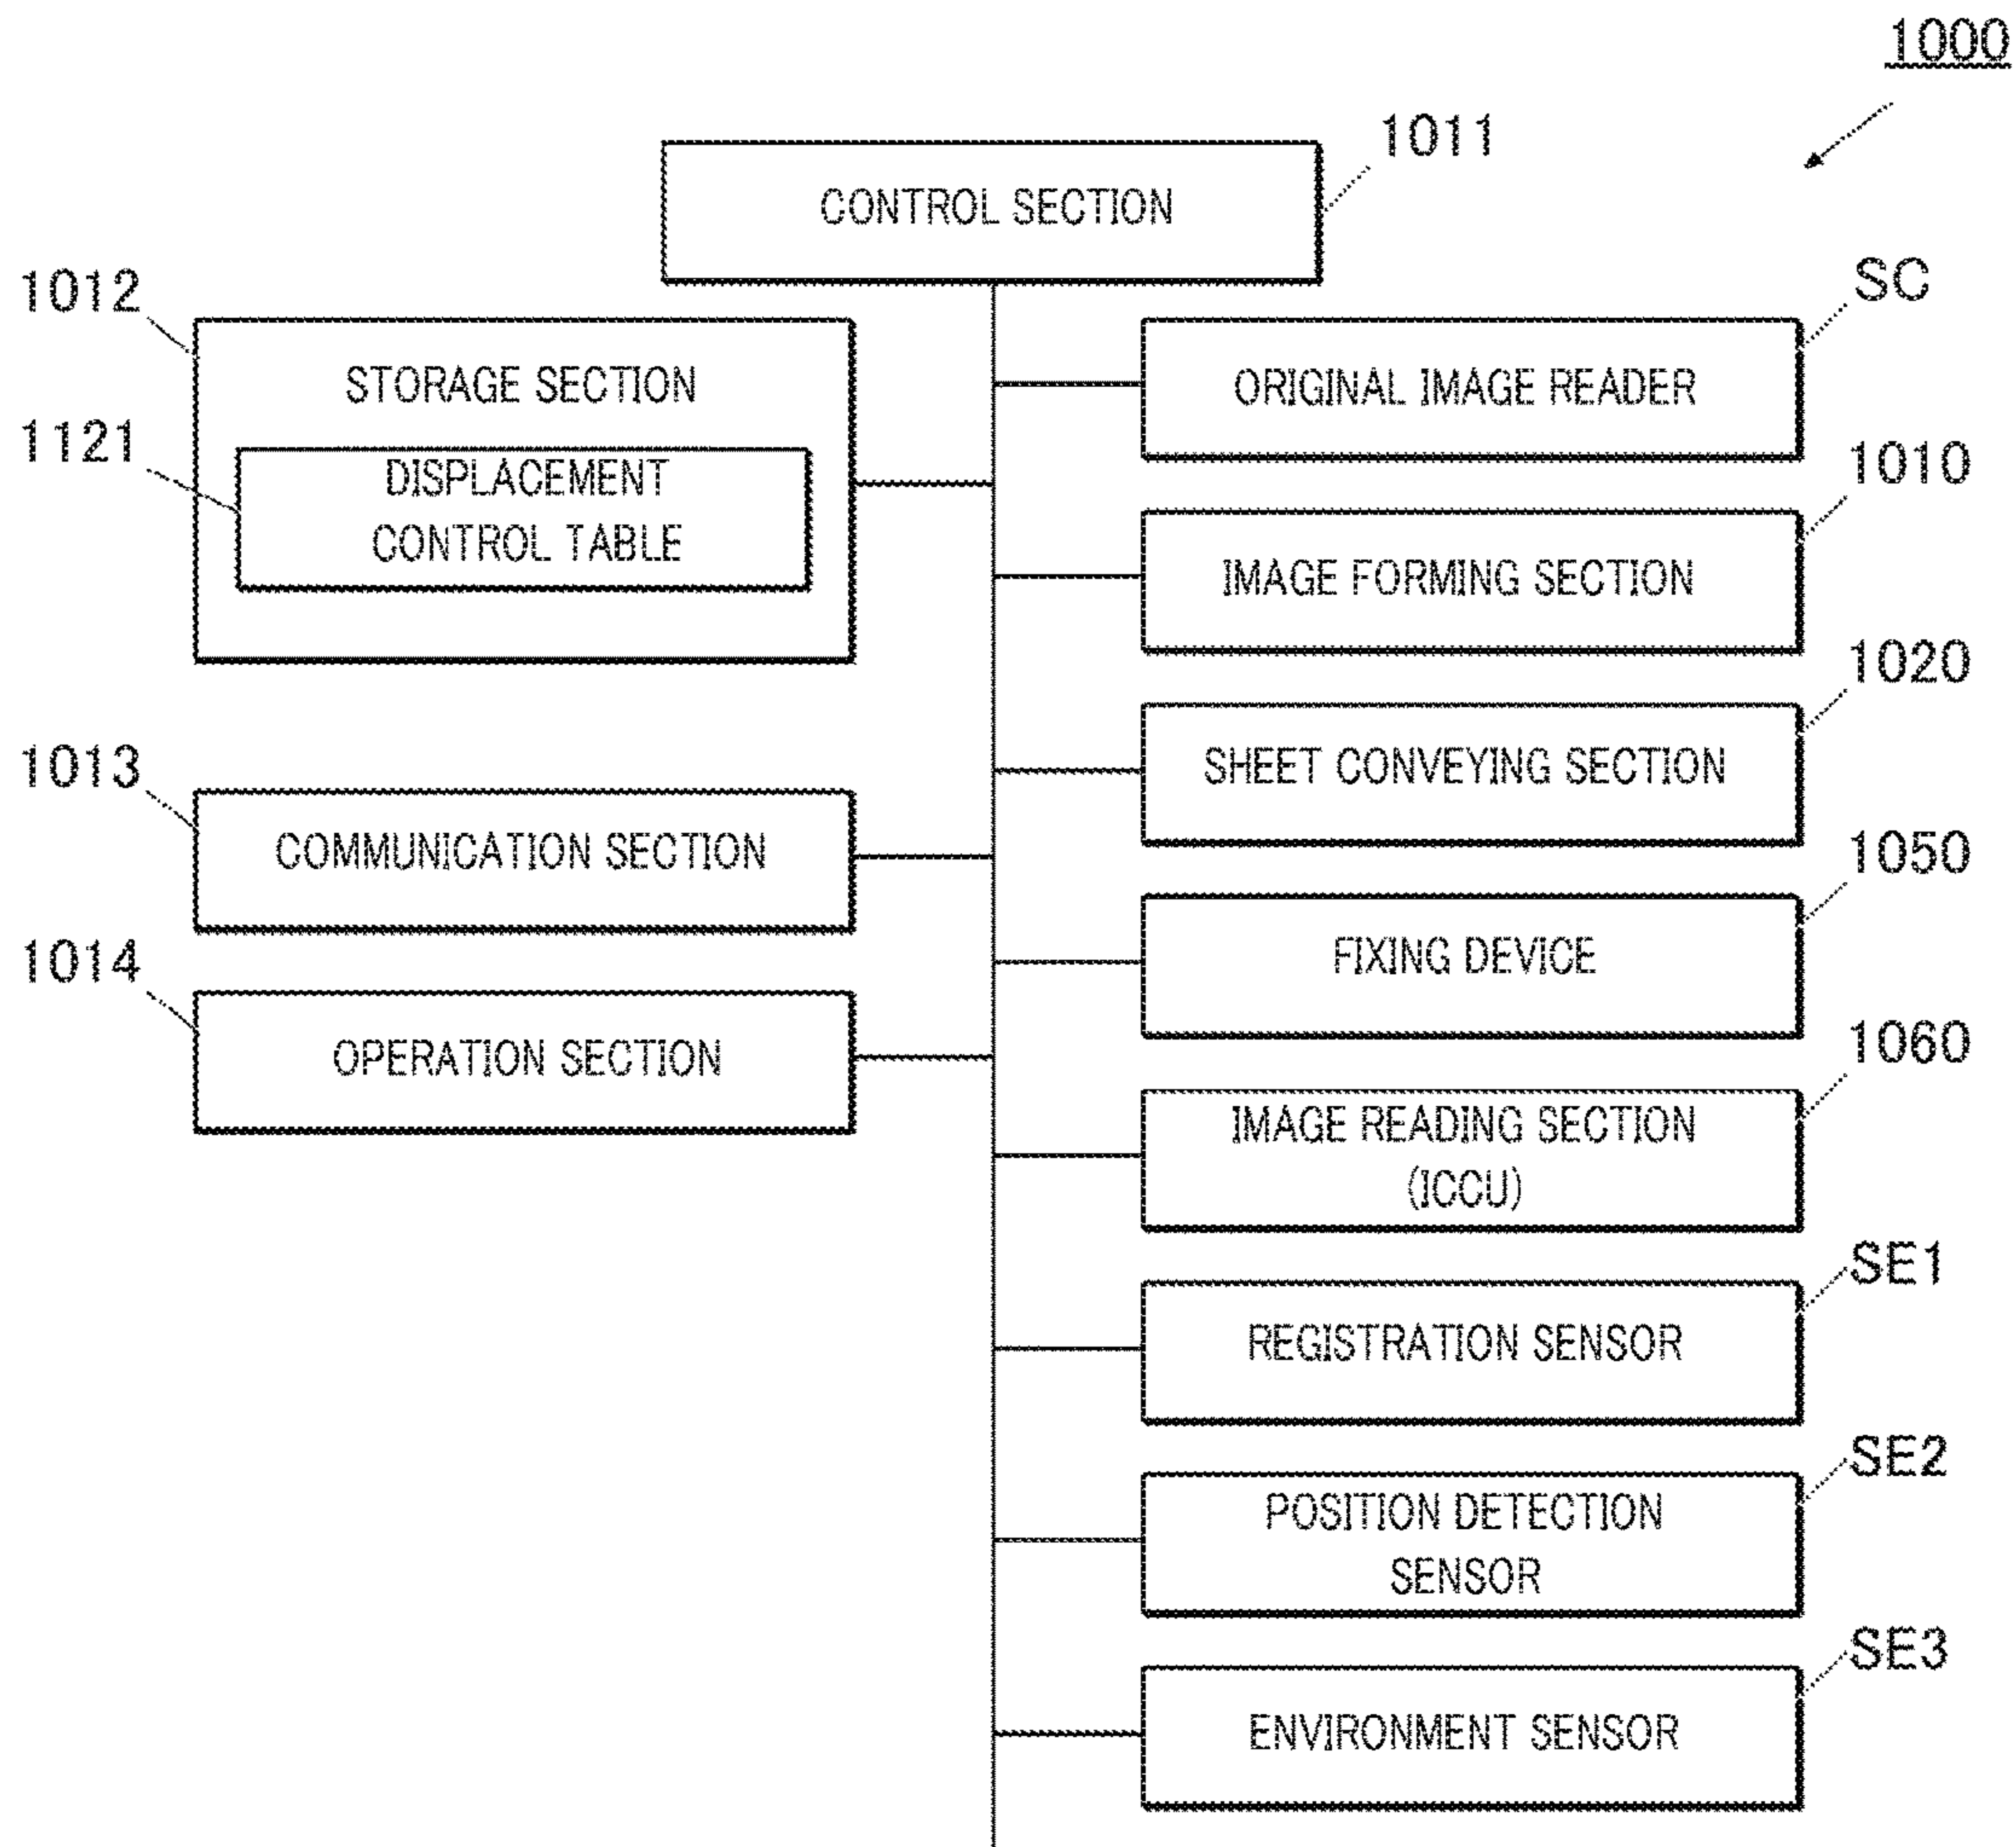 1000
1011
CONTROL SECTION
1012
STORAGE SECTION
1121
DISPLACEMENT
CONTROL TABLE
1013
COMMUNICATION SECTION
1014
OPERATION SECTION
SC
ORIGINAL IMAGE READER
1010
IMAGE FORMING SECTION
1020
SHEET CONVEYING SECTION
1050
FIXING DEVICE
1060
IMAGE READING SECTION
(ICCU)
SE1
REGISTRATION SENSOR
SE2
POSITION DETECTION
SENSOR
SE3
ENVIRONMENT SENSOR